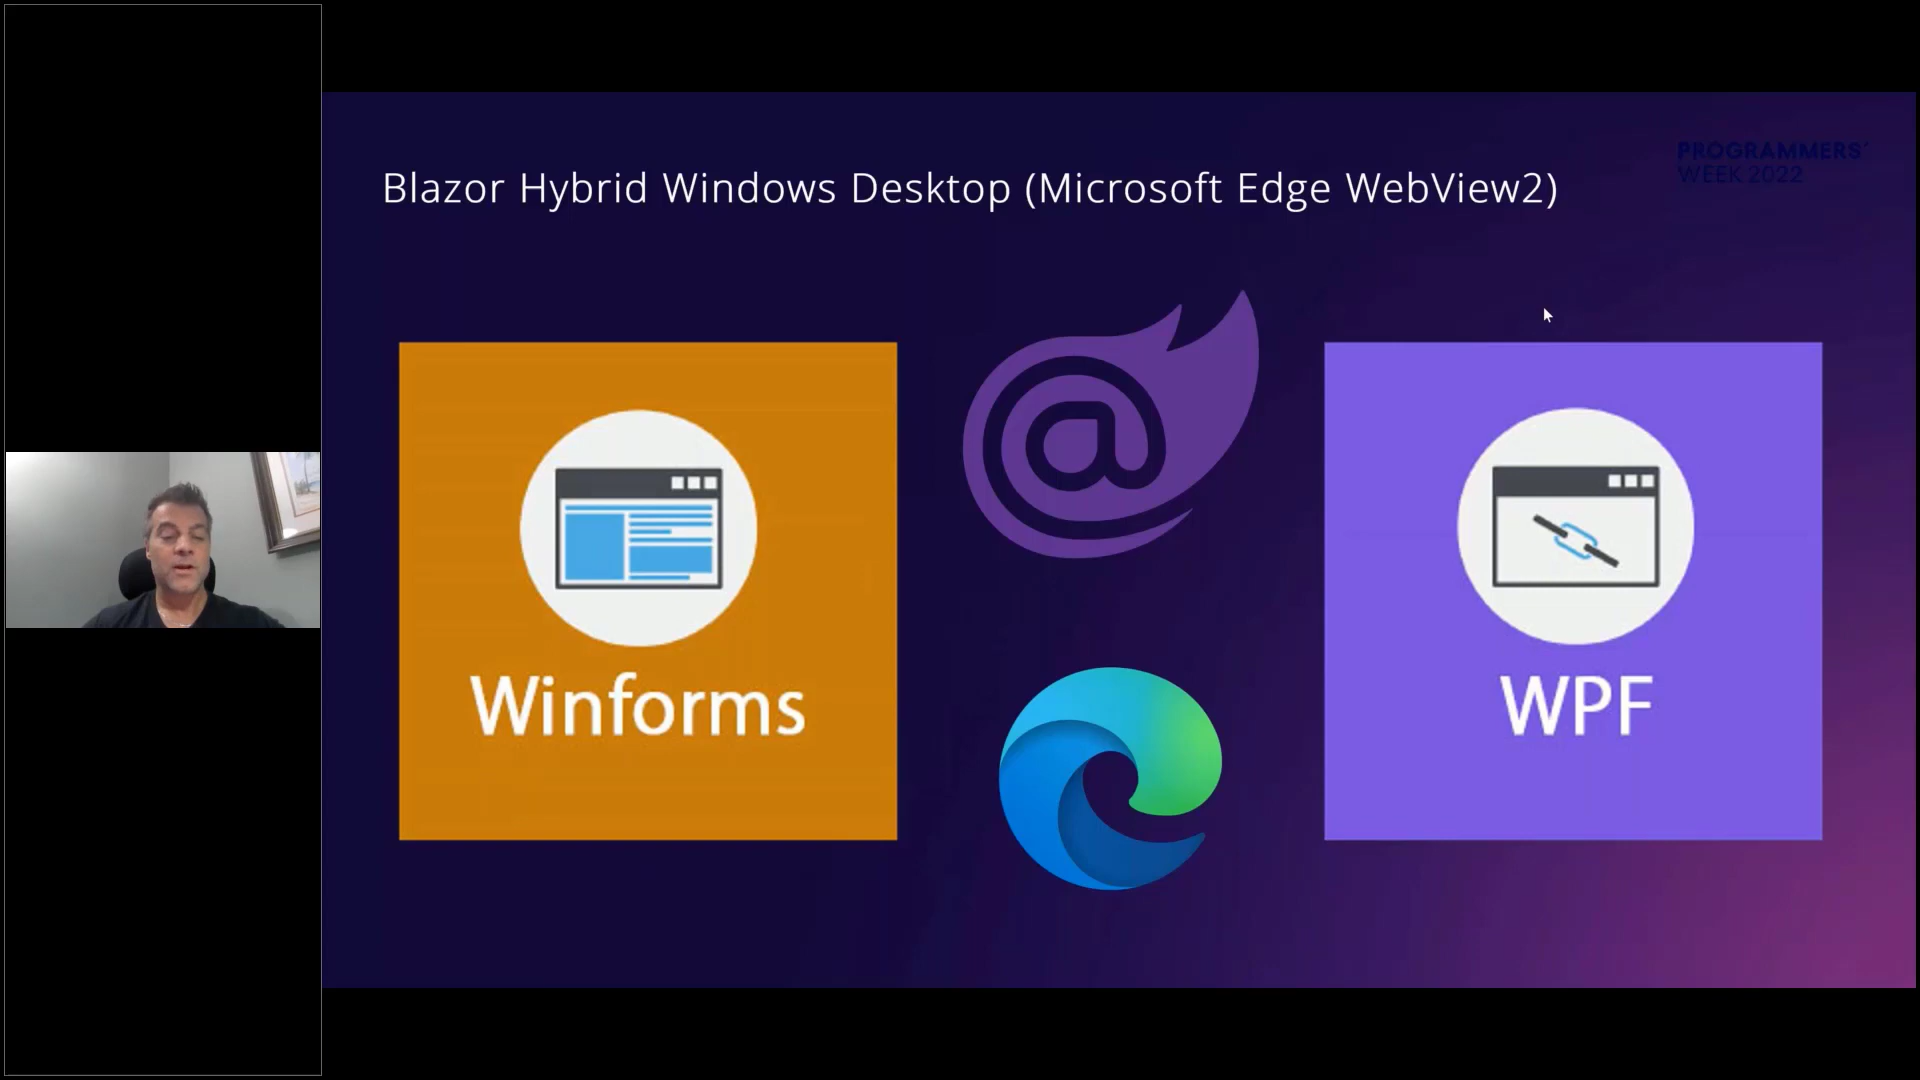 PROGRAMMERS'
WEEK 2022
Blazor Hybrid Windows Desktop (Microsoft Edge WebView2)
Winforms
WPF